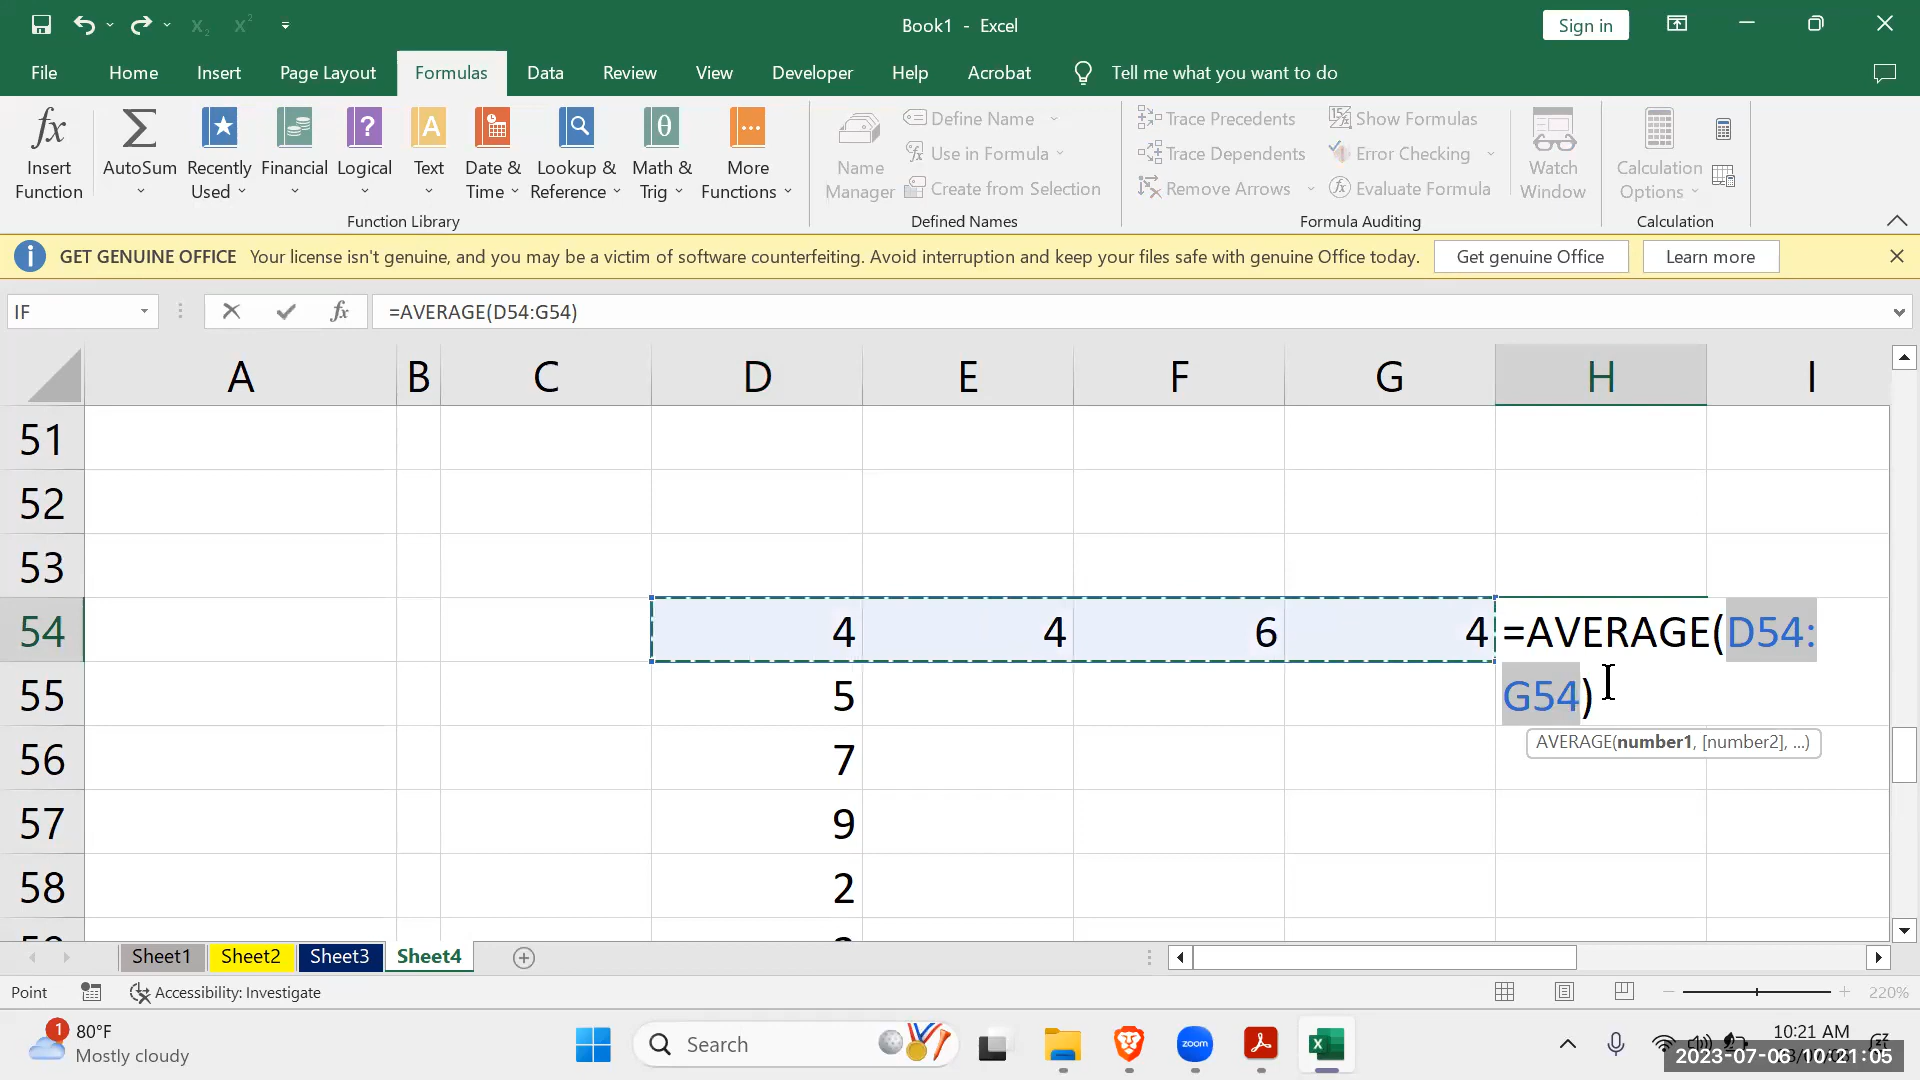 Book1 - Excel
Sign in
File Home Insert Page Layout Formulas Data Review View Developer Help Acrobat Tell me what you want to do
Insert Function
AutoSum
Recently Used
Financial
Logical
Text
Date & Time
Lookup & Reference
Math & Trig
More Functions
Function Library
Name Manager
Define Name
Use in Formula
Create from Selection
Defined Names
Trace Precedents
Trace Dependents
Remove Arrows
Show Formulas
Error Checking
Evaluate Formula
Formula Auditing
Watch Window
Calculation Options
Calculation
GET GENUINE OFFICE Your license isn't genuine, and you may be a victim of software counterfeiting. Avoid interruption and keep your files safe with genuine Office today. Get genuine Office Learn more
IF fx =AVERAGE(D54:G54)
A B C D E F G H I
51
52
53
54 4 4 6 4 =AVERAGE(D54:
55 5 G54)
AVERAGE(number1, [number2], ...)
56 7
57 9
58 2
Sheet1 Sheet2 Sheet3 Sheet4
Point Accessibility: Investigate 220%
1 80°F
Mostly cloudy
Search
zoom
10:21 AM
2023-07-06 10:21:05